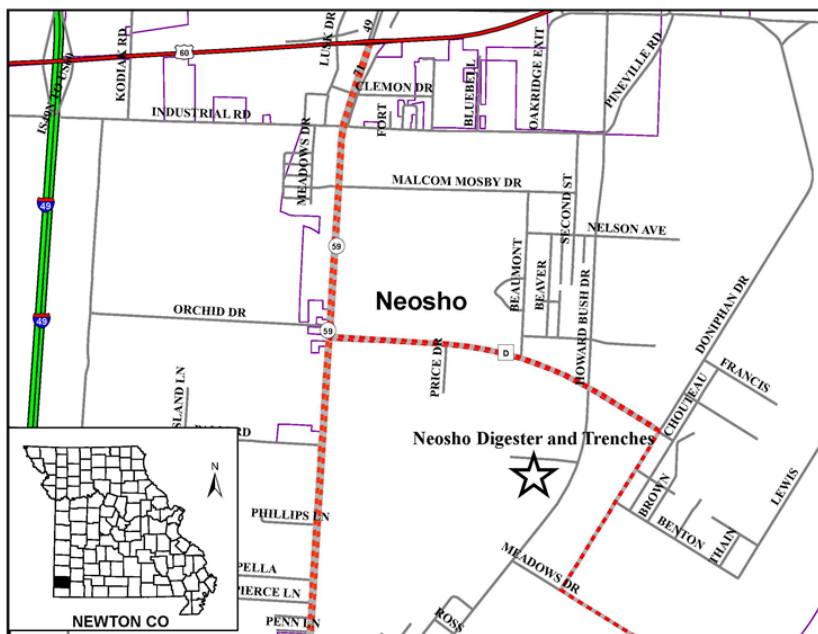 60
KODIAK RD
LUSK DR
49
71
CLEMON DR
BLUEBELL
OAKRIDGE EXIT
PINEVILLE RD
INDUSTRIAL RD
FORT
MEADOWS DR
MALCOM MOSBY DR
SECOND ST
49
NELSON AVE
59
BEAUMONT
BEAVER
Neosho
HOWARD BUSH DR
DONIPHAN DR
ORCHID DR
49
59
D
PRICE DR
FRANCIS
CHOUTEAU
Neosho Digester and Trenches
LEWIS
BROWN
BENTON
THAIN
N
PHILLIPS LN
MEADOWS DR
PIERCE LN
PENN LN
ROSS
NEWTON CO